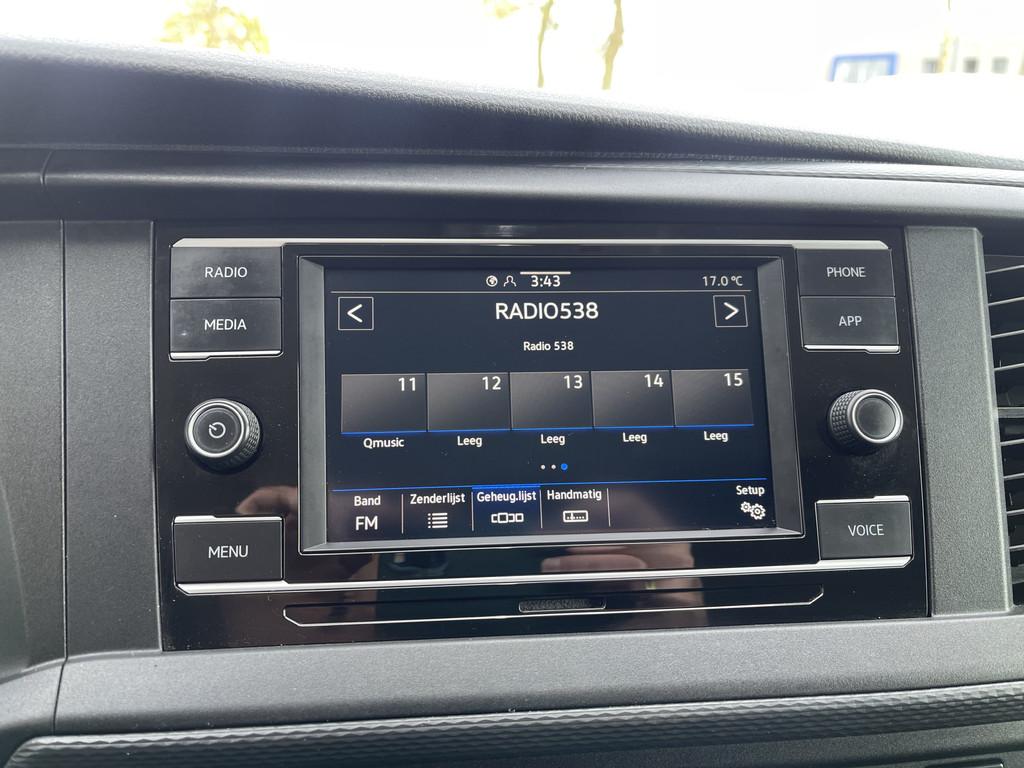 RADIO
MEDIA
MENU
3:43
17.0 °C
<
RADIO538
>
Radio 538
11 12 13 14 15
Qmusic Leeg Leeg Leeg Leeg
Band Zenderlijst Geheug.lijst Handmatig Setup
FM
PHONE
APP
VOICE